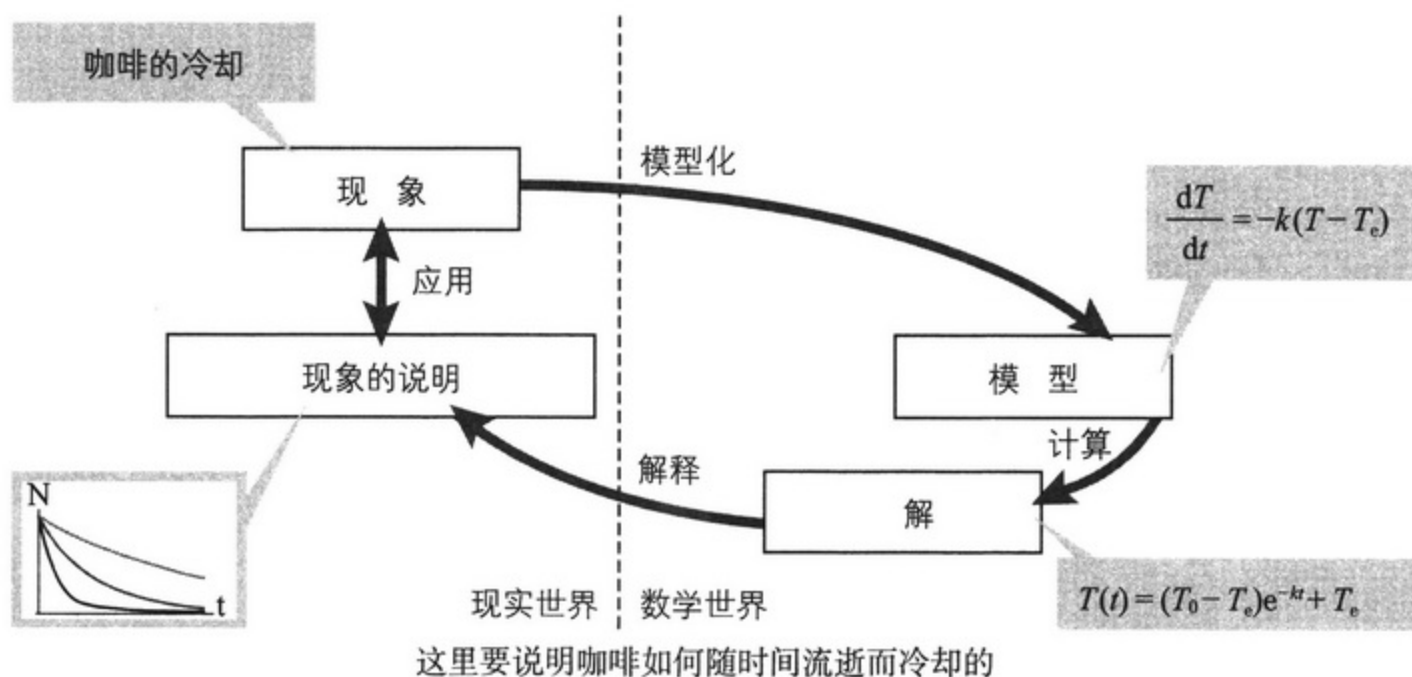 咖啡的冷却
现 象
模型化
dT/dt = -k(T - Tₑ)
应用
现象的说明
模 型
计算
解释
解
N
t
现实世界
数学世界
T(t) = (T₀ - Tₑ)e⁻ᵏᵗ + Tₑ
这里要说明咖啡如何随时间流逝而冷却的